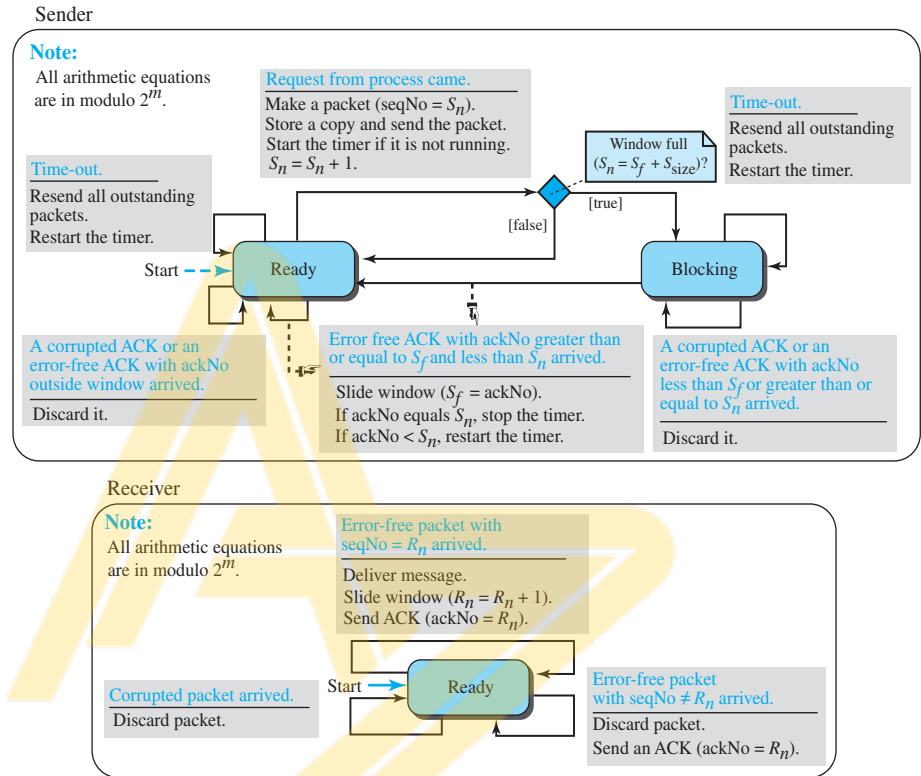 Sender
Note:
All arithmetic equations
are in modulo 2^m.
Request from process came.
Make a packet (seqNo = S_n).
Store a copy and send the packet.
Start the timer if it is not running.
S_n = S_n + 1.
Window full
(S_n = S_f + S_size)?
Time-out.
Resend all outstanding
packets.
Restart the timer.
Time-out.
Resend all outstanding
packets.
Restart the timer.
[false]
[true]
Start
Ready
Blocking
A corrupted ACK or an
error-free ACK with ackNo
outside window arrived.
Discard it.
Error free ACK with ackNo greater than
or equal to S_f and less than S_n arrived.
Slide window (S_f = ackNo).
If ackNo equals S_n, stop the timer.
If ackNo < S_n, restart the timer.
A corrupted ACK or an
error-free ACK with ackNo
less than S_f or greater than or
equal to S_n arrived.
Discard it.
Receiver
Note:
All arithmetic equations
are in modulo 2^m.
Error-free packet with
seqNo = R_n arrived.
Deliver message.
Slide window (R_n = R_n + 1).
Send ACK (ackNo = R_n).
Corrupted packet arrived.
Discard packet.
Start
Ready
Error-free packet
with seqNo ≠ R_n arrived.
Discard packet.
Send an ACK (ackNo = R_n).